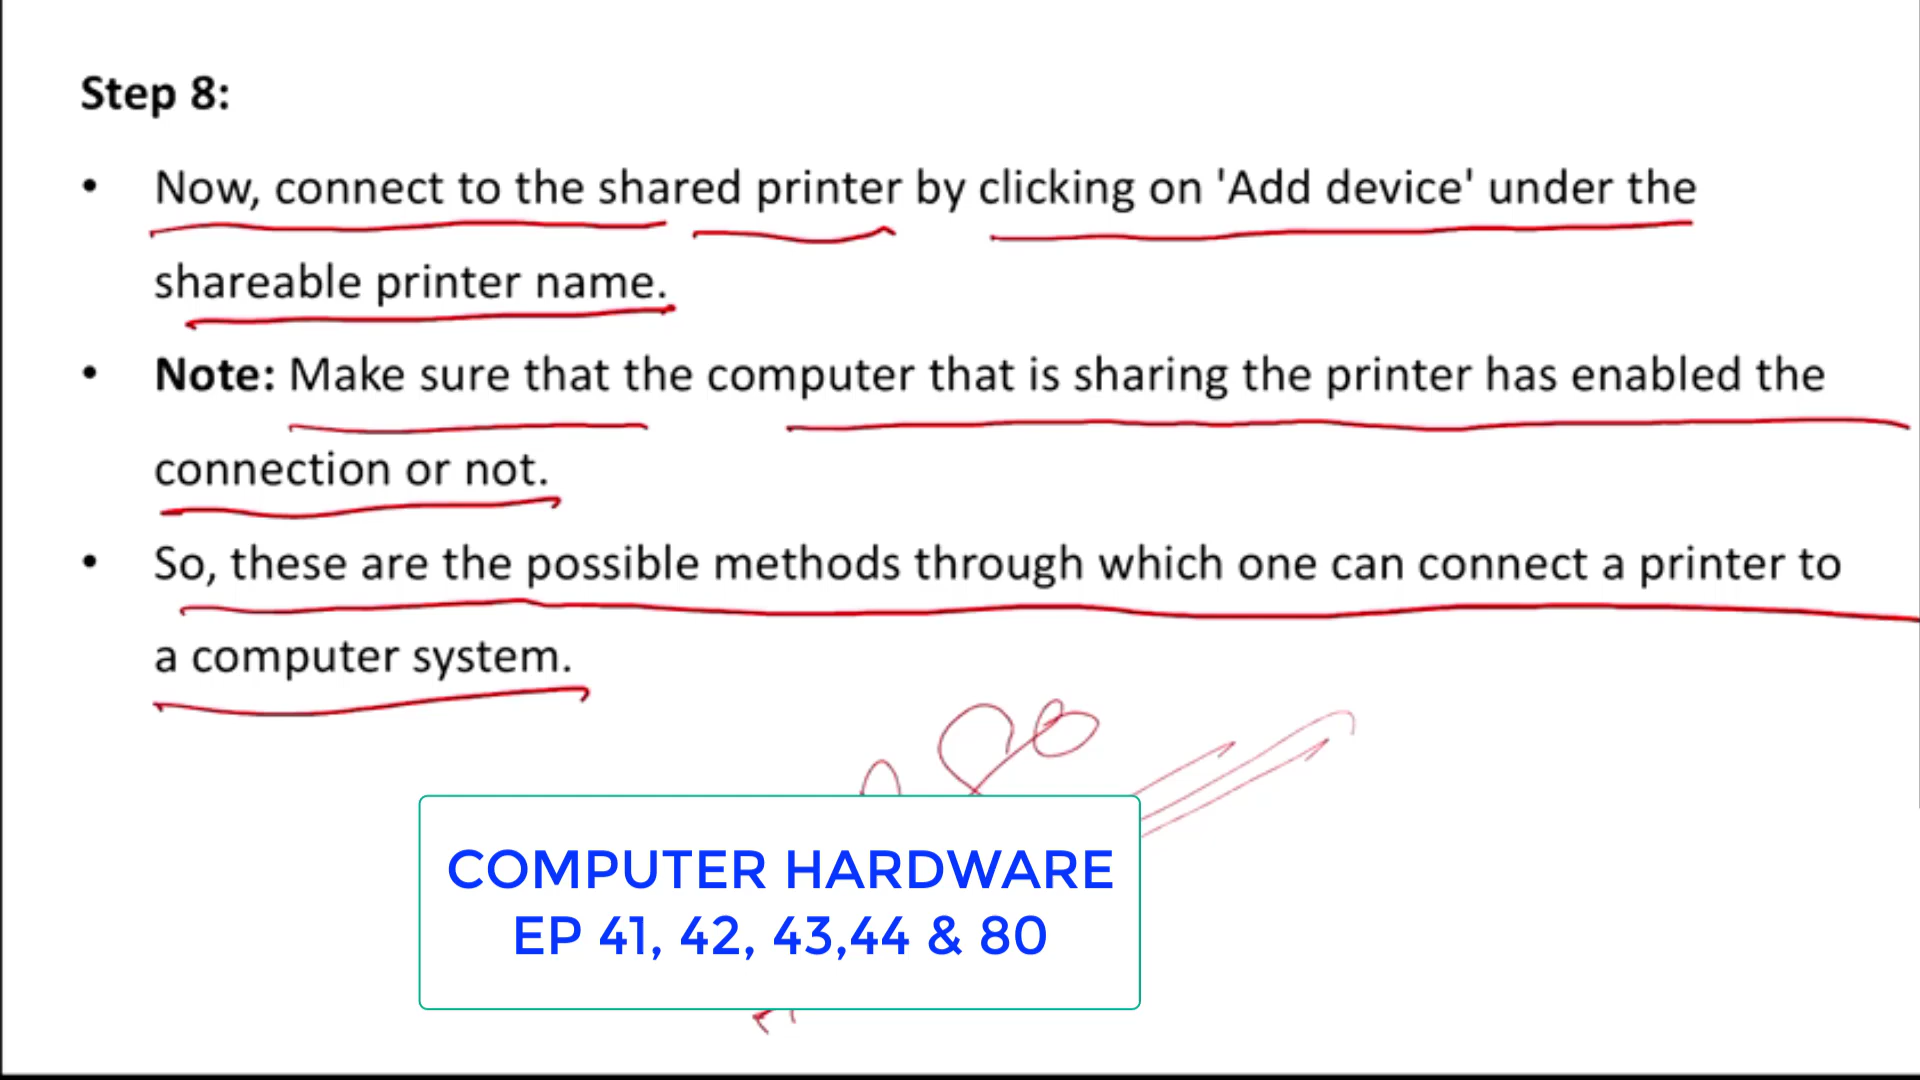 Step 8:
• Now, connect to the shared printer by clicking on 'Add device' under the
shareable printer name.
• Note: Make sure that the computer that is sharing the printer has enabled the
connection or not.
• So, these are the possible methods through which one can connect a printer to
a computer system.
COMPUTER HARDWARE
EP 41, 42, 43,44 & 80